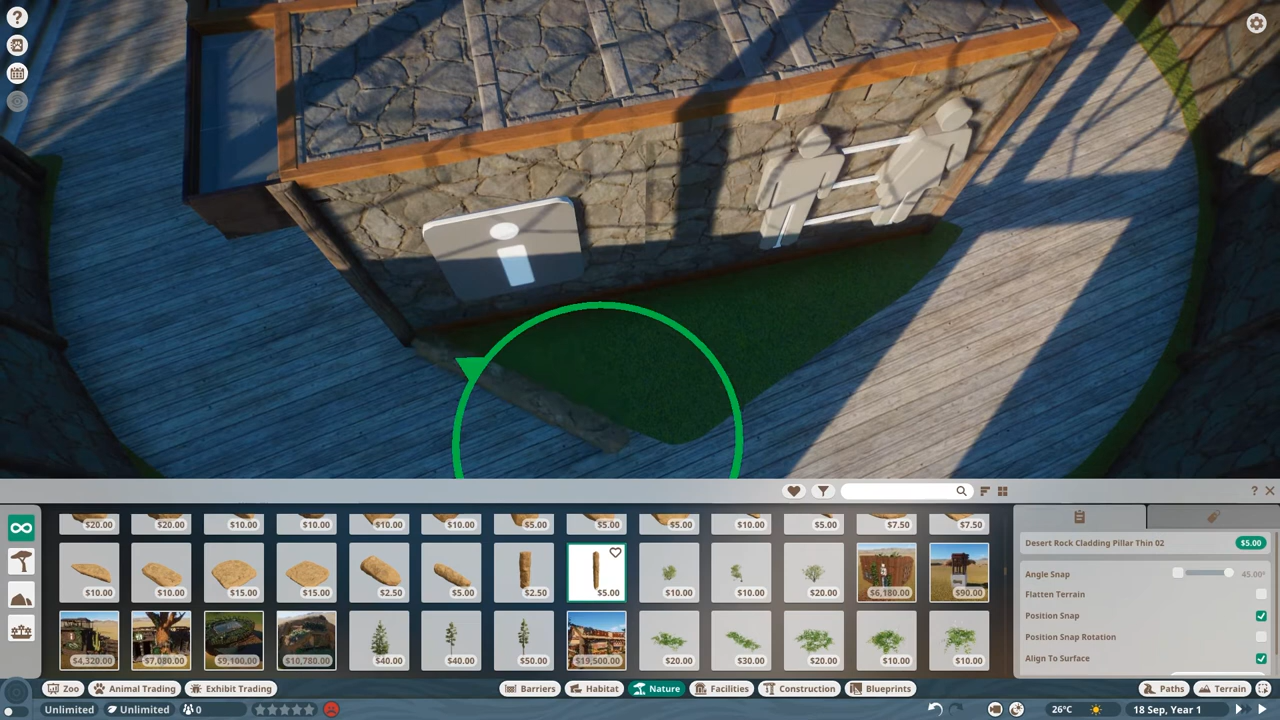 ?
$20.00 $20.00 $10.00 $10.00 $10.00 $10.00 $5.00 $5.00 $5.00 $10.00 $5.00 $7.50 $7.50
$10.00 $10.00 $15.00 $15.00 $2.50 $5.00 $2.50 $5.00 $10.00 $10.00 $20.00 $6,180.00 $90.00
$4,320.00 $7,080.00 $9,100.00 $10,780.00 $40.00 $40.00 $50.00 $19,500.00 $20.00 $30.00 $20.00 $10.00 $10.00
?
Desert Rock Cladding Pillar Thin 02 $5.00
Angle Snap 45.00°
Flatten Terrain
Position Snap
Position Snap Rotation
Align To Surface
Zoo Animal Trading Exhibit Trading Barriers Habitat Nature Facilities Construction Blueprints Paths Terrain
Unlimited Unlimited 0 26°C 18 Sep, Year 1